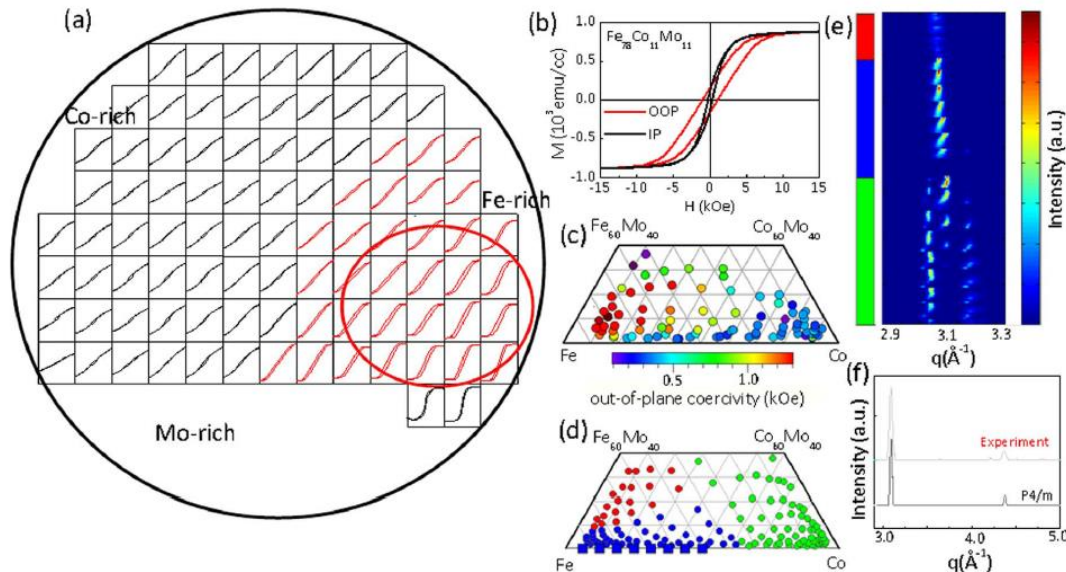 (a)
Co-rich
Fe-rich
Mo-rich
(b)
Fe₇₈Co₁₁Mo₁₁
M (10³ emu/cc)
1.0
0.5
0.0
-0.5
-1.0
OOP
IP
-15 -10 -5 0 5 10 15
H (kOe)
(c)
Fe₆₀Mo₄₀ Co₆₀Mo₄₀
Fe Co
0.5 1.0
out-of-plane coercivity (kOe)
(d)
Fe₆₀Mo₄₀ Co₆₀Mo₄₀
Fe Co
(e)
Intensity (a.u.)
2.9 3.1 3.3
q(Å⁻¹)
(f)
Intensity (a.u.)
Experiment
P4/m
3.0 4.0 5.0
q(Å⁻¹)